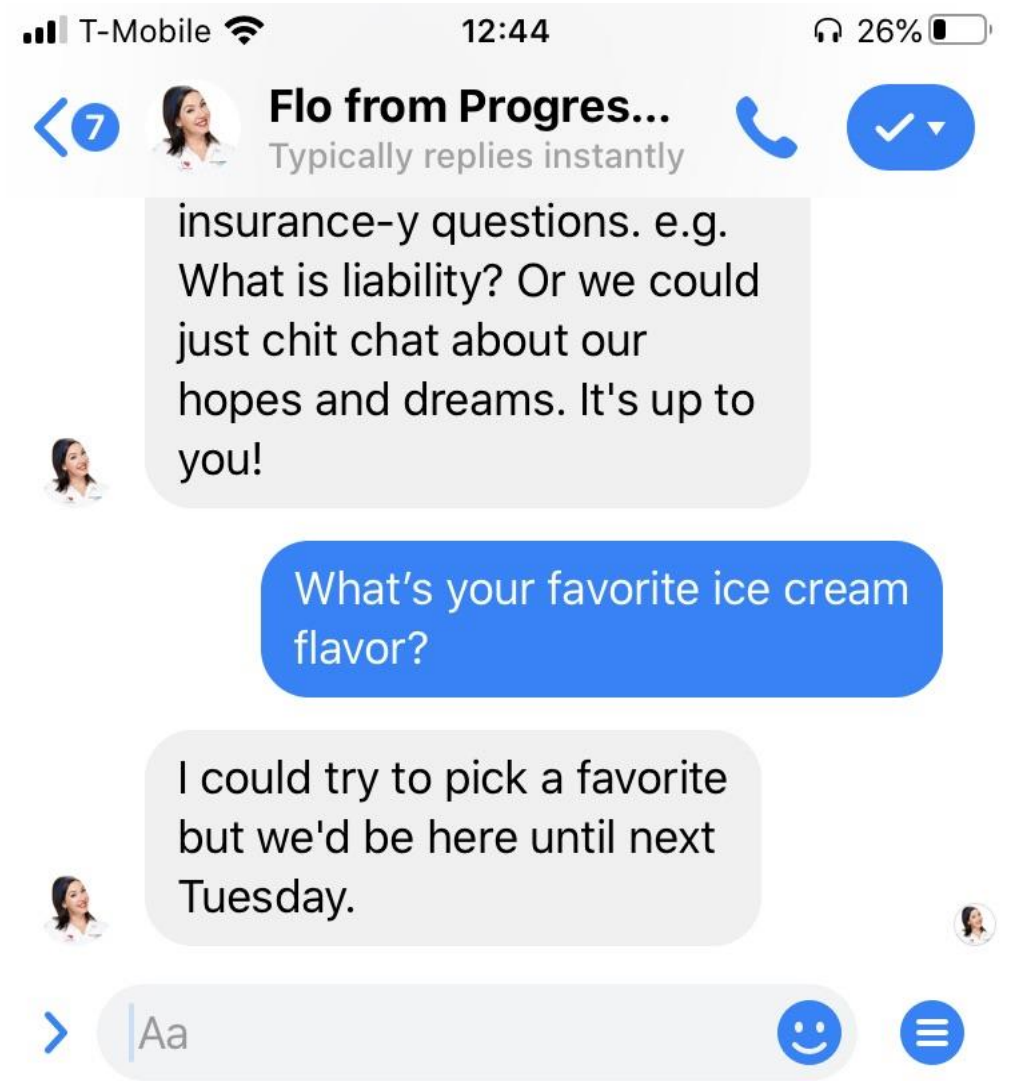 T-Mobile 12:44 26%
7 Flo from Progres...
Typically replies instantly
insurance-y questions. e.g.
What is liability? Or we could
just chit chat about our
hopes and dreams. It's up to
you!
What’s your favorite ice cream
flavor?
I could try to pick a favorite
but we'd be here until next
Tuesday.
Aa